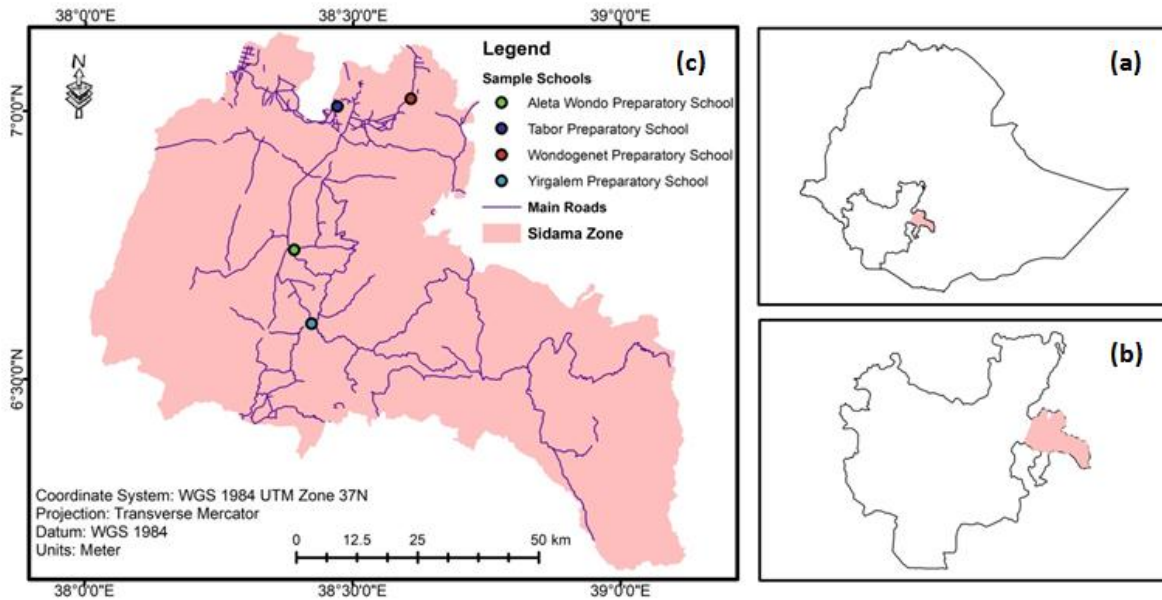 38°0'0"E 38°30'0"E 39°0'0"E
N
7°0'0"N
6°30'0"N
Legend
(c)
Sample Schools
Aleta Wondo Preparatory School
Tabor Preparatory School
Wondogenet Preparatory School
Yirgalem Preparatory School
Main Roads
Sidama Zone
Coordinate System: WGS 1984 UTM Zone 37N
Projection: Transverse Mercator
Datum: WGS 1984
Units: Meter
0 12.5 25 50 km
38°0'0"E 38°30'0"E 39°0'0"E
(a)
(b)